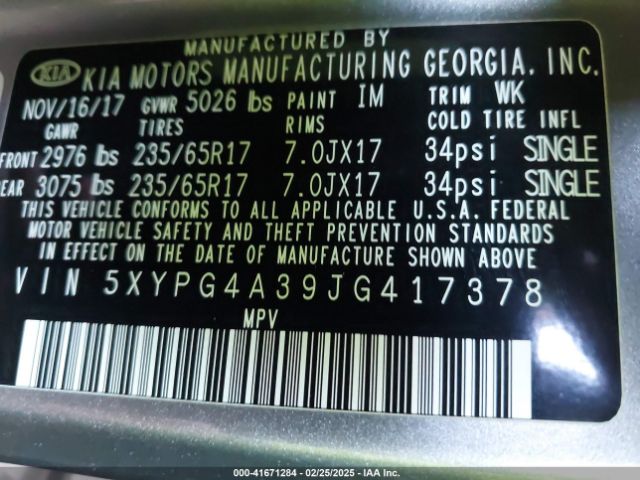 MANUFACTURED BY
KIA KIA MOTORS MANUFACTURING GEORGIA, INC.
NOV/16/17 GVWR 5026 lbs PAINT IM TRIM WK
GAWR TIRES RIMS COLD TIRE INFL
FRONT 2976 lbs 235/65R17 7.0JX17 34psi SINGLE
REAR 3075 lbs 235/65R17 7.0JX17 34psi SINGLE
THIS VEHICLE CONFORMS TO ALL APPLICABLE U.S.A. FEDERAL
MOTOR VEHICLE SAFETY AND THEFT PREVENTION STANDARDS
IN EFFECT ON THE DATE OF MANUFACTURE SHOWN ABOVE.
VIN 5XYPG4A39JG417378
MPV
000-41671284 | 02/25/2025 | IAA Inc.